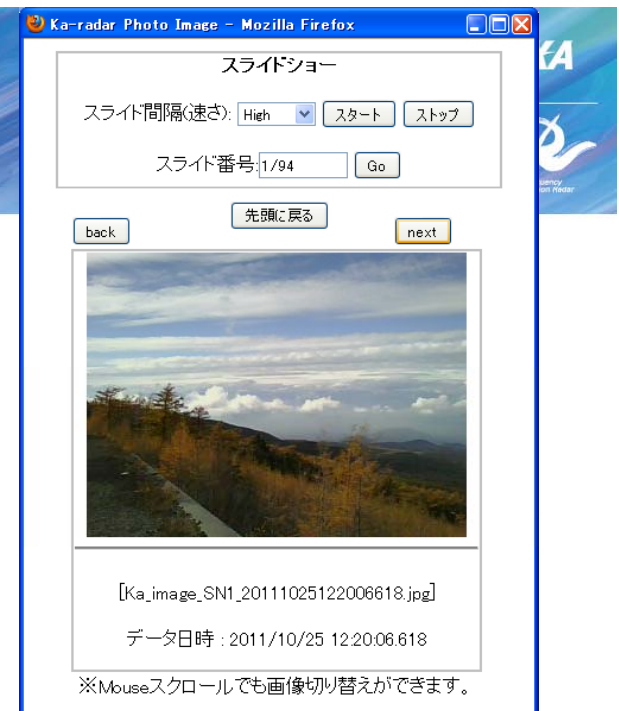 Ka-radar Photo Image - Mozilla Firefox
スライドショー
スライド間隔(速さ): High スタート ストップ
スライド番号:1/94 Go
先頭に戻る
back next
[Ka_image_SN1_20111025122006618.jpg]
データ日時 : 2011/10/25 12:20:06.618
※Mouseスクロールでも画像切り替えができます。
KA